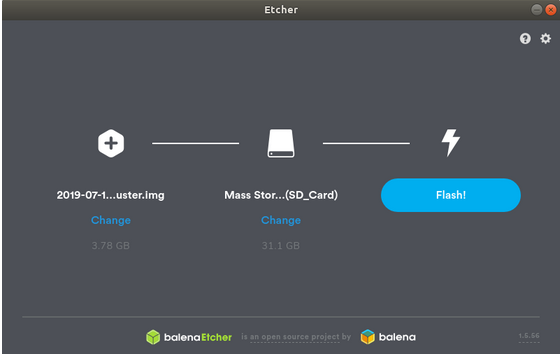 Etcher
2019-07-1...uster.img
Mass Stor...(SD_Card)
Flash!
Change
Change
3.78 GB
31.1 GB
balenaEtcher is an open source project by balena
1.5.56